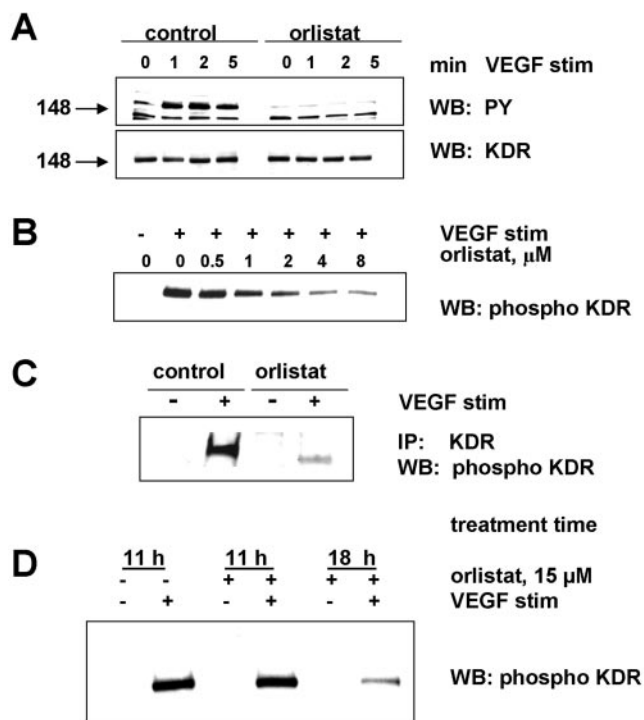 A
control orlistat
0 1 2 5 0 1 2 5 min VEGF stim
148 WB: PY
148 WB: KDR
B
- + + + + + + VEGF stim
0 0 0.5 1 2 4 8 orlistat, μM
WB: phospho KDR
C
control orlistat
- + - + VEGF stim
IP: KDR
WB: phospho KDR
treatment time
D
11 h 11 h 18 h
- - + + + + orlistat, 15 μM
- + - + - + VEGF stim
WB: phospho KDR